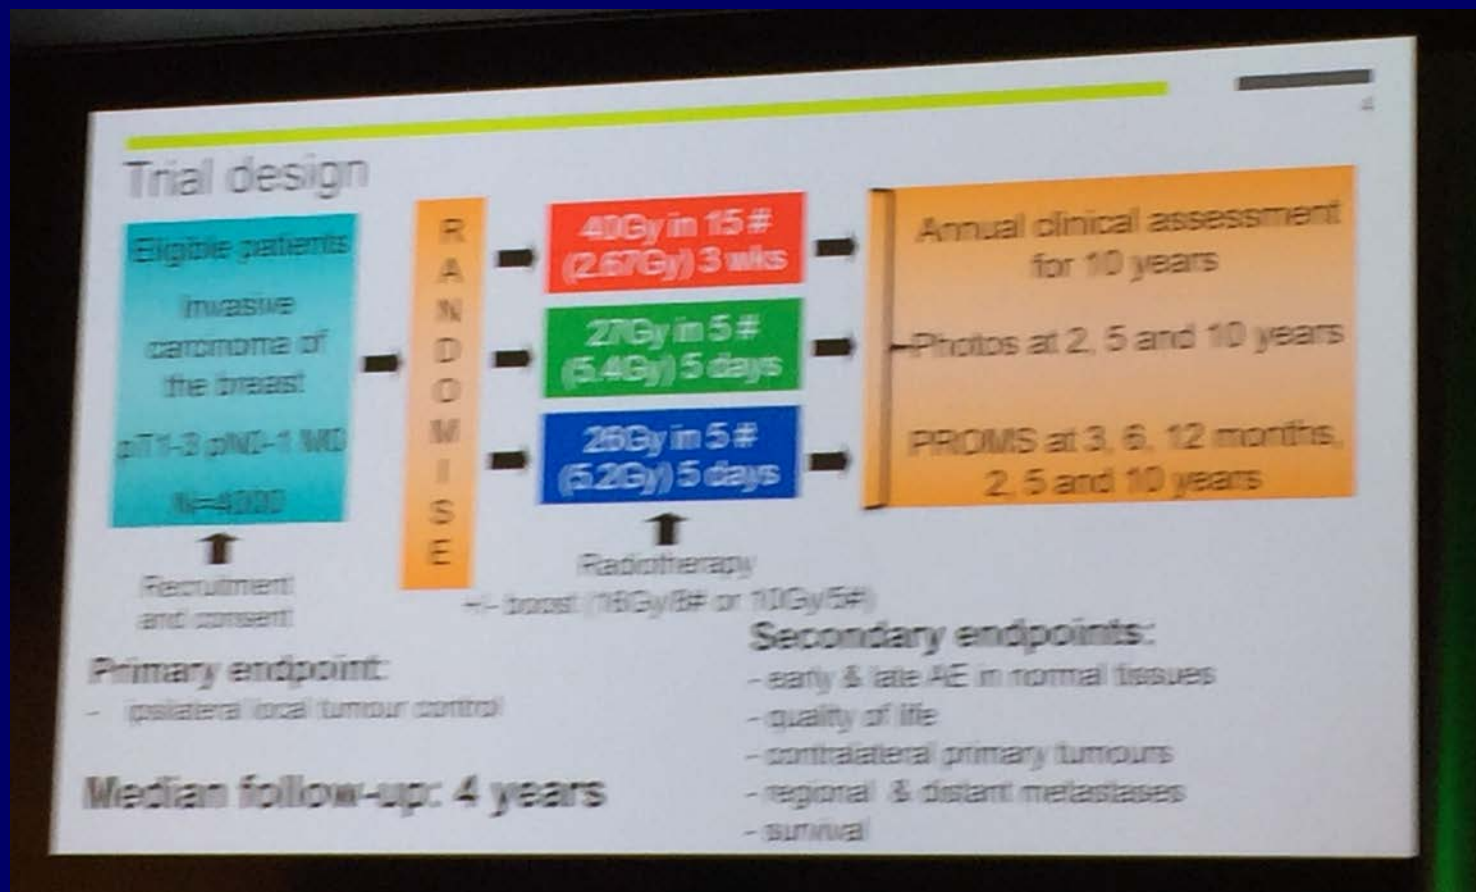 4
Trial design
Eligible patients
Invasive
carcinoma of
the breast
pT1-3 pN0-1 M0
N=4000
Recruitment
and consent
R
A
N
D
O
M
I
S
E
40Gy in 15 #
(2.67Gy) 3 wks
27Gy in 5 #
(5.4Gy) 5 days
26Gy in 5 #
(5.2Gy) 5 days
Radiotherapy
+/- boost (16Gy/8# or 10Gy/5#)
Annual clinical assessment
for 10 years
Photos at 2, 5 and 10 years
PROMS at 3, 6, 12 months,
2, 5 and 10 years
Primary endpoint:
- ipsilateral local tumour control
Median follow-up: 4 years
Secondary endpoints:
- early & late AE in normal tissues
- quality of life
- contralateral primary tumours
- regional & distant metastases
- survival